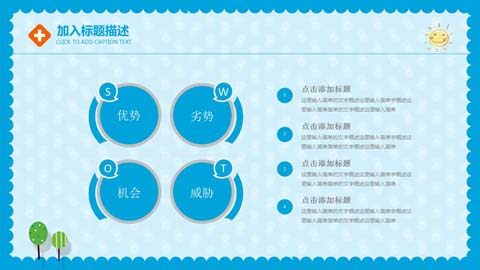 加入标题描述
CLICK TO ADD CAPTION TEXT
S
优势
W
劣势
O
机会
T
威胁
1
点击添加标题
这里输入简单的文字概述这里输入简单字概述这
里输入简单简单的文字概述这里输入简单
2
点击添加标题
这里输入简单的文字概述这里输入简单字概述这
里输入简单简单的文字概述这里输入简单
3
点击添加标题
这里输入简单的文字概述这里输入简单字概述这
里输入简单简单的文字概述这里输入简单
4
点击添加标题
这里输入简单的文字概述这里输入简单字概述这
里输入简单简单的文字概述这里输入简单